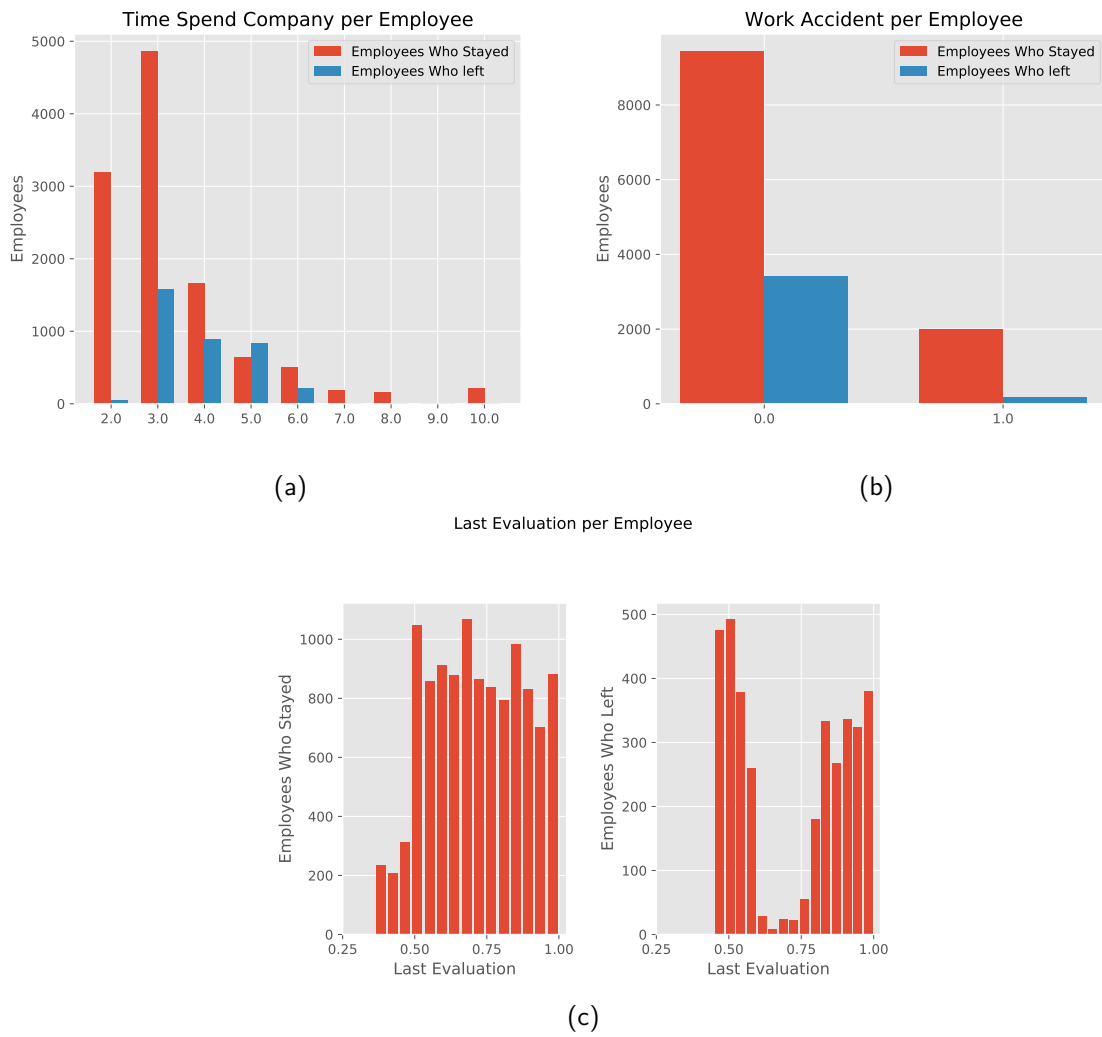 Time Spend Company per Employee
Employees Who Stayed
Employees Who left
Employees
5000
4000
3000
2000
1000
0
2.0 3.0 4.0 5.0 6.0 7.0 8.0 9.0 10.0
(a)
Work Accident per Employee
Employees Who Stayed
Employees Who left
Employees
8000
6000
4000
2000
0
0.0 1.0
(b)
Last Evaluation per Employee
Employees Who Stayed
1000
800
600
400
200
0
0.25 0.50 0.75 1.00
Last Evaluation
Employees Who Left
500
400
300
200
100
0
0.25 0.50 0.75 1.00
Last Evaluation
(c)